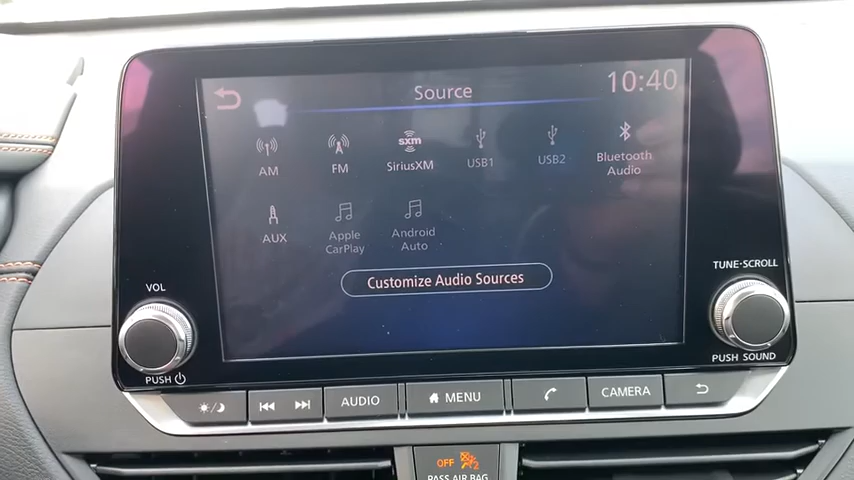 Source
10:40
AM
FM
sxm
SiriusXM
USB1
USB2
Bluetooth
Audio
AUX
Apple
CarPlay
Android
Auto
Customize Audio Sources
VOL
PUSH
TUNE·SCROLL
PUSH SOUND
AUDIO
MENU
CAMERA
OFF
2
PASS AIR BAG